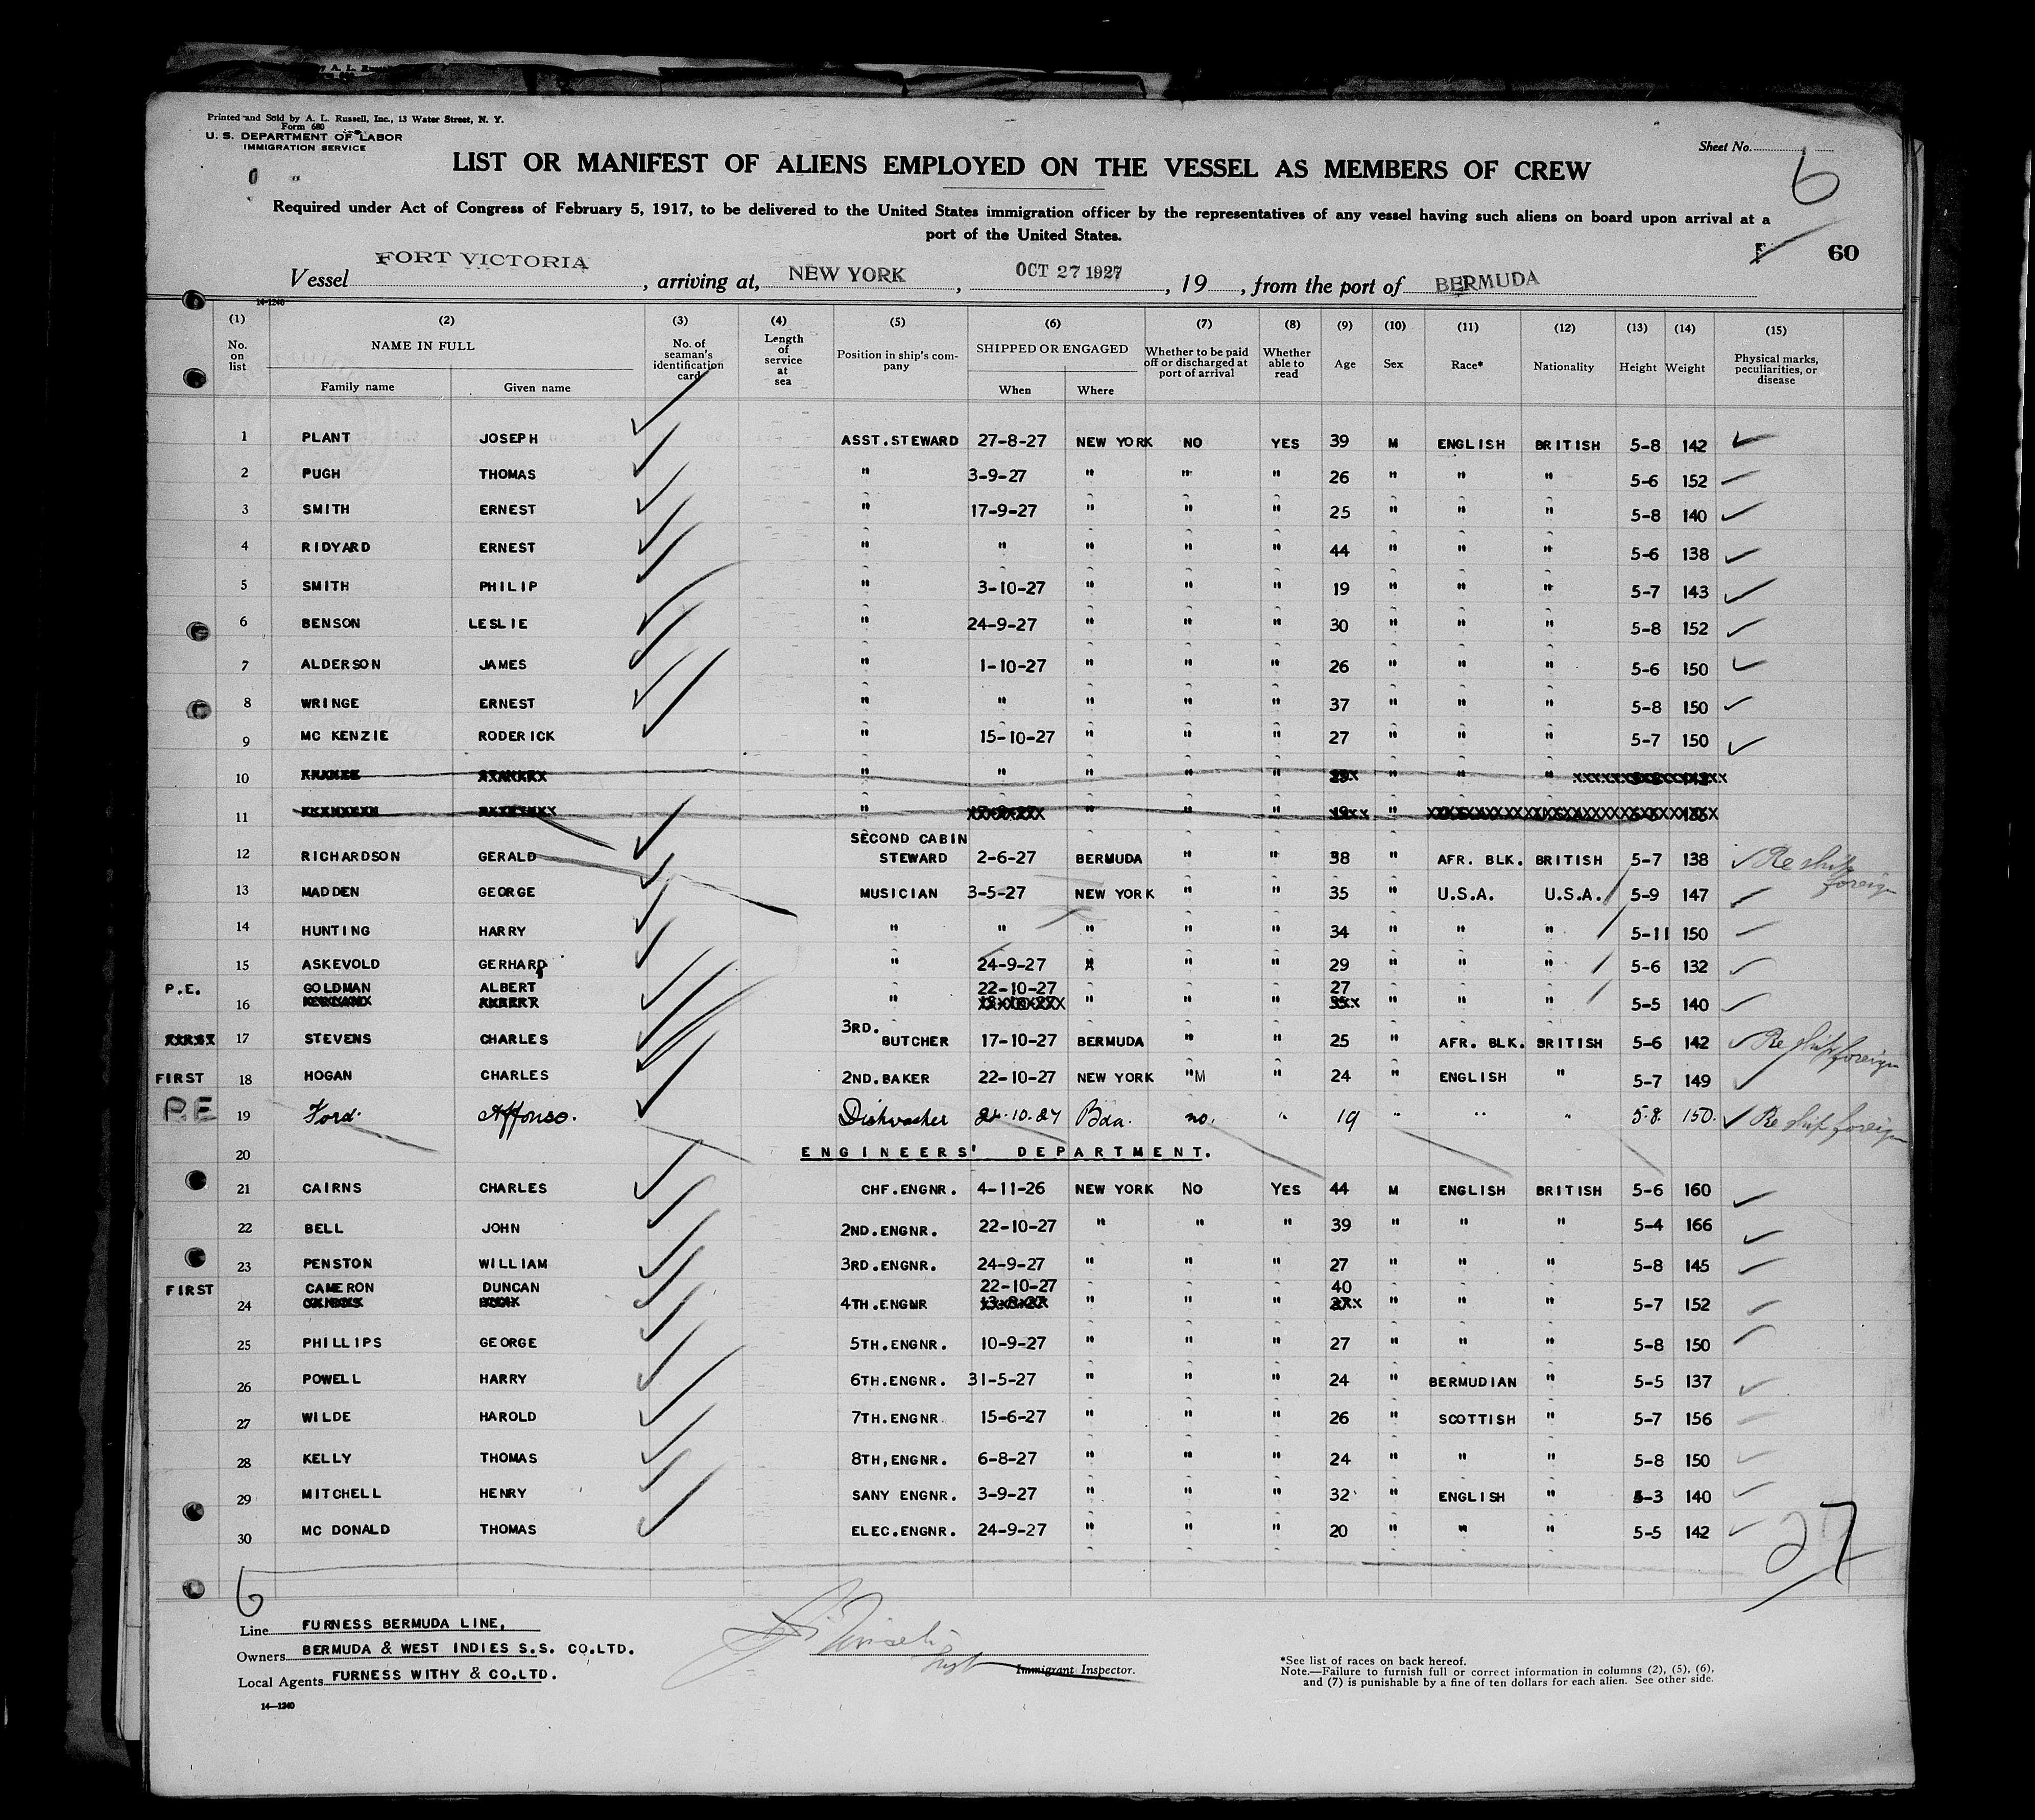 Printed and Sold by A. L. Russell, Inc., 13 Water Street, N. Y.
Form 680
U. S. DEPARTMENT OF LABOR
IMMIGRATION SERVICE
Sheet No. 6
LIST OR MANIFEST OF ALIENS EMPLOYED ON THE VESSEL AS MEMBERS OF CREW
Required under Act of Congress of February 5, 1917, to be delivered to the United States immigration officer by the representatives of any vessel having such aliens on board upon arrival at a
port of the United States.
60
Vessel FORT VICTORIA, arriving at, NEW YORK, OCT 27 1927, 19 , from the port of BERMUDA
14-1240
(1) (2) (3) (4) (5) (6) (7) (8) (9) (10) (11) (12) (13) (14) (15)
No. on list NAME IN FULL Family name Given name No. of seaman's identification card Length of service at sea Position in ship's company SHIPPED OR ENGAGED When Where Whether to be paid off or discharged at port of arrival Whether able to read Age Sex Race* Nationality Height Weight Physical marks, peculiarities, or disease
1 PLANT JOSEPH ASST.STEWARD 27-8-27 NEW YORK NO YES 39 M ENGLISH BRITISH 5-8 142
2 PUGH THOMAS " 3-9-27 " " " 26 " " " 5-6 152
3 SMITH ERNEST " 17-9-27 " " " 25 " " " 5-8 140
4 RIDYARD ERNEST " " " " " 44 " " " 5-6 138
5 SMITH PHILIP " 3-10-27 " " " 19 " " " 5-7 143
6 BENSON LESLIE " 24-9-27 " " " 30 " " " 5-8 152
7 ALDERSON JAMES " 1-10-27 " " " 26 " " " 5-6 150
8 WRINGE ERNEST " " " " " 37 " " " 5-8 150
9 MC KENZIE RODERICK " 15-10-27 " " " 27 " " " 5-7 150
10 " " " " " " " "
11 " " " " "
12 RICHARDSON GERALD SECOND CABIN STEWARD 2-6-27 BERMUDA " " 38 " AFR. BLK. BRITISH 5-7 138 Re ship foreign
13 MADDEN GEORGE MUSICIAN 3-5-27 NEW YORK " " 35 " U.S.A. U.S.A. 5-9 147
14 HUNTING HARRY " " " " " 34 " " " 5-11 150
15 ASKEVOLD GERHARD " 24-9-27 " " " 29 " " " 5-6 132
P.E. 16 GOLDMAN ALBERT " 22-10-27 " " " 27 " " " 5-5 140
17 STEVENS CHARLES 3RD. BUTCHER 17-10-27 BERMUDA " " 25 " AFR. BLK. BRITISH 5-6 142 Re ship foreign
FIRST 18 HOGAN CHARLES 2ND.BAKER 22-10-27 NEW YORK "M " 24 " ENGLISH " 5-7 149
P.E 19 Ford Affonso. Dishwasher 24.10.27 Bda. no. " 19 " " " 5.8. 150. Re ship foreign
20 ENGINEERS' DEPARTMENT.
21 CAIRNS CHARLES CHF.ENGNR. 4-11-26 NEW YORK NO YES 44 M ENGLISH BRITISH 5-6 160
22 BELL JOHN 2ND.ENGNR. 22-10-27 " " " 39 " " " 5-4 166
23 PENSTON WILLIAM 3RD.ENGNR. 24-9-27 " " " 27 " " " 5-8 145
FIRST 24 CAMERON DUNCAN 4TH.ENGNR 22-10-27 " " " 40 " " " 5-7 152
25 PHILLIPS GEORGE 5TH.ENGNR. 10-9-27 " " " 27 " " " 5-8 150
26 POWELL HARRY 6TH.ENGNR. 31-5-27 " " " 24 " BERMUDIAN " 5-5 137
27 WILDE HAROLD 7TH.ENGNR 15-6-27 " " " 26 " SCOTTISH " 5-7 156
28 KELLY THOMAS 8TH,ENGNR. 6-8-27 " " " 24 " " " 5-8 150
29 MITCHELL HENRY SANY ENGNR. 3-9-27 " " " 32 " ENGLISH " 5-3 140
30 MC DONALD THOMAS ELEC.ENGNR. 24-9-27 " " " 20 " " " 5-5 142
27
6
Line FURNESS BERMUDA LINE,
Owners BERMUDA & WEST INDIES S.S. CO.LTD.
Local Agents FURNESS WITHY & CO.LTD.
Immigrant Inspector.
*See list of races on back hereof.
Note.—Failure to furnish full or correct information in columns (2), (5), (6),
and (7) is punishable by a fine of ten dollars for each alien. See other side.
14—1240